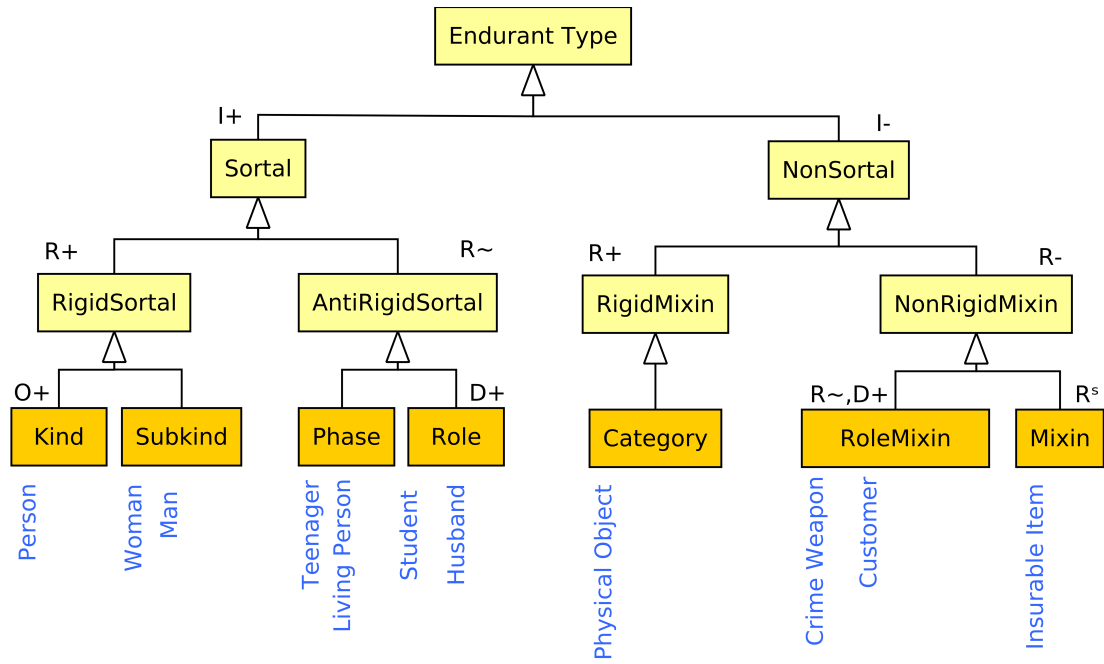 Endurant Type
I+
I-
Sortal
NonSortal
R+
R~
R+
R-
RigidSortal
AntiRigidSortal
RigidMixin
NonRigidMixin
O+
D+
R~,D+
Rˢ
Kind
Subkind
Phase
Role
Category
RoleMixin
Mixin
Person
Woman
Man
Teenager
Living Person
Student
Husband
Physical Object
Crime Weapon
Customer
Insurable Item